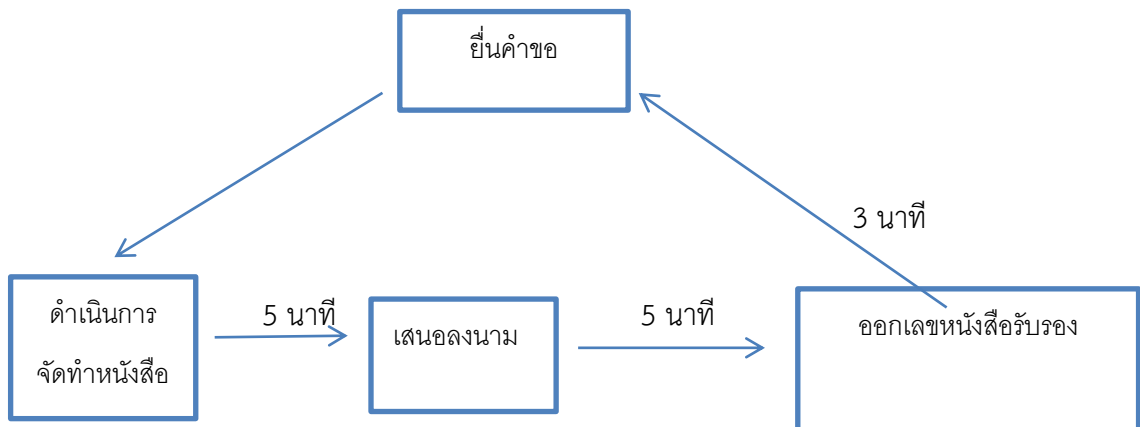 ยื่นคำขอ
3 นาที
ดำเนินการ
จัดทำหนังสือ
5 นาที
เสนอลงนาม
5 นาที
ออกเลขหนังสือรับรอง